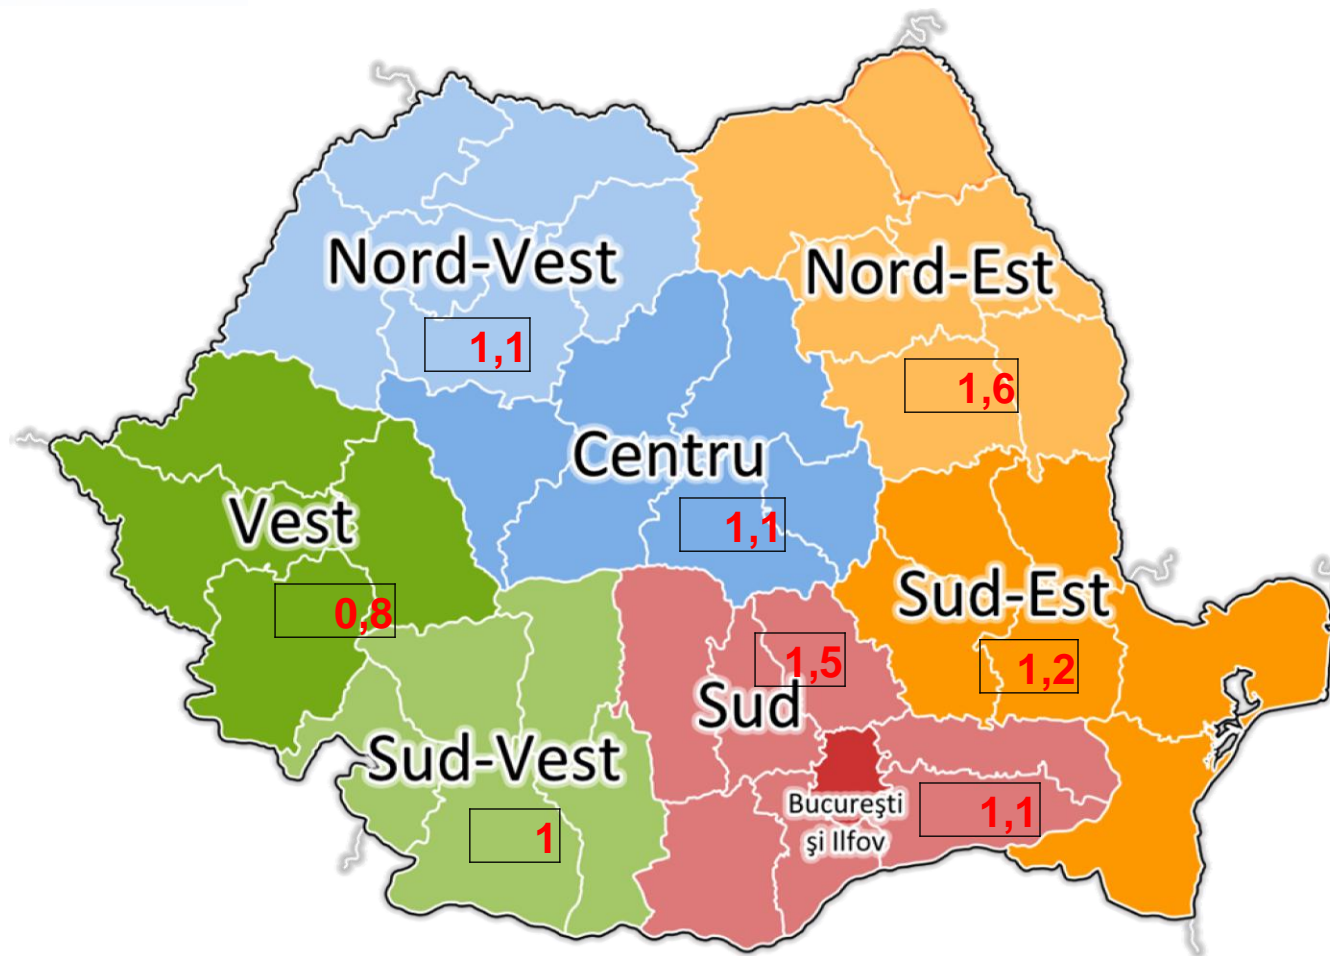 Nord-Vest
1,1
Nord-Est
1,6
Centru
1,1
Vest
0,8
Sud-Est
1,2
Sud
1,5
Sud-Vest
1
Bucureşti
şi Ilfov
1,1